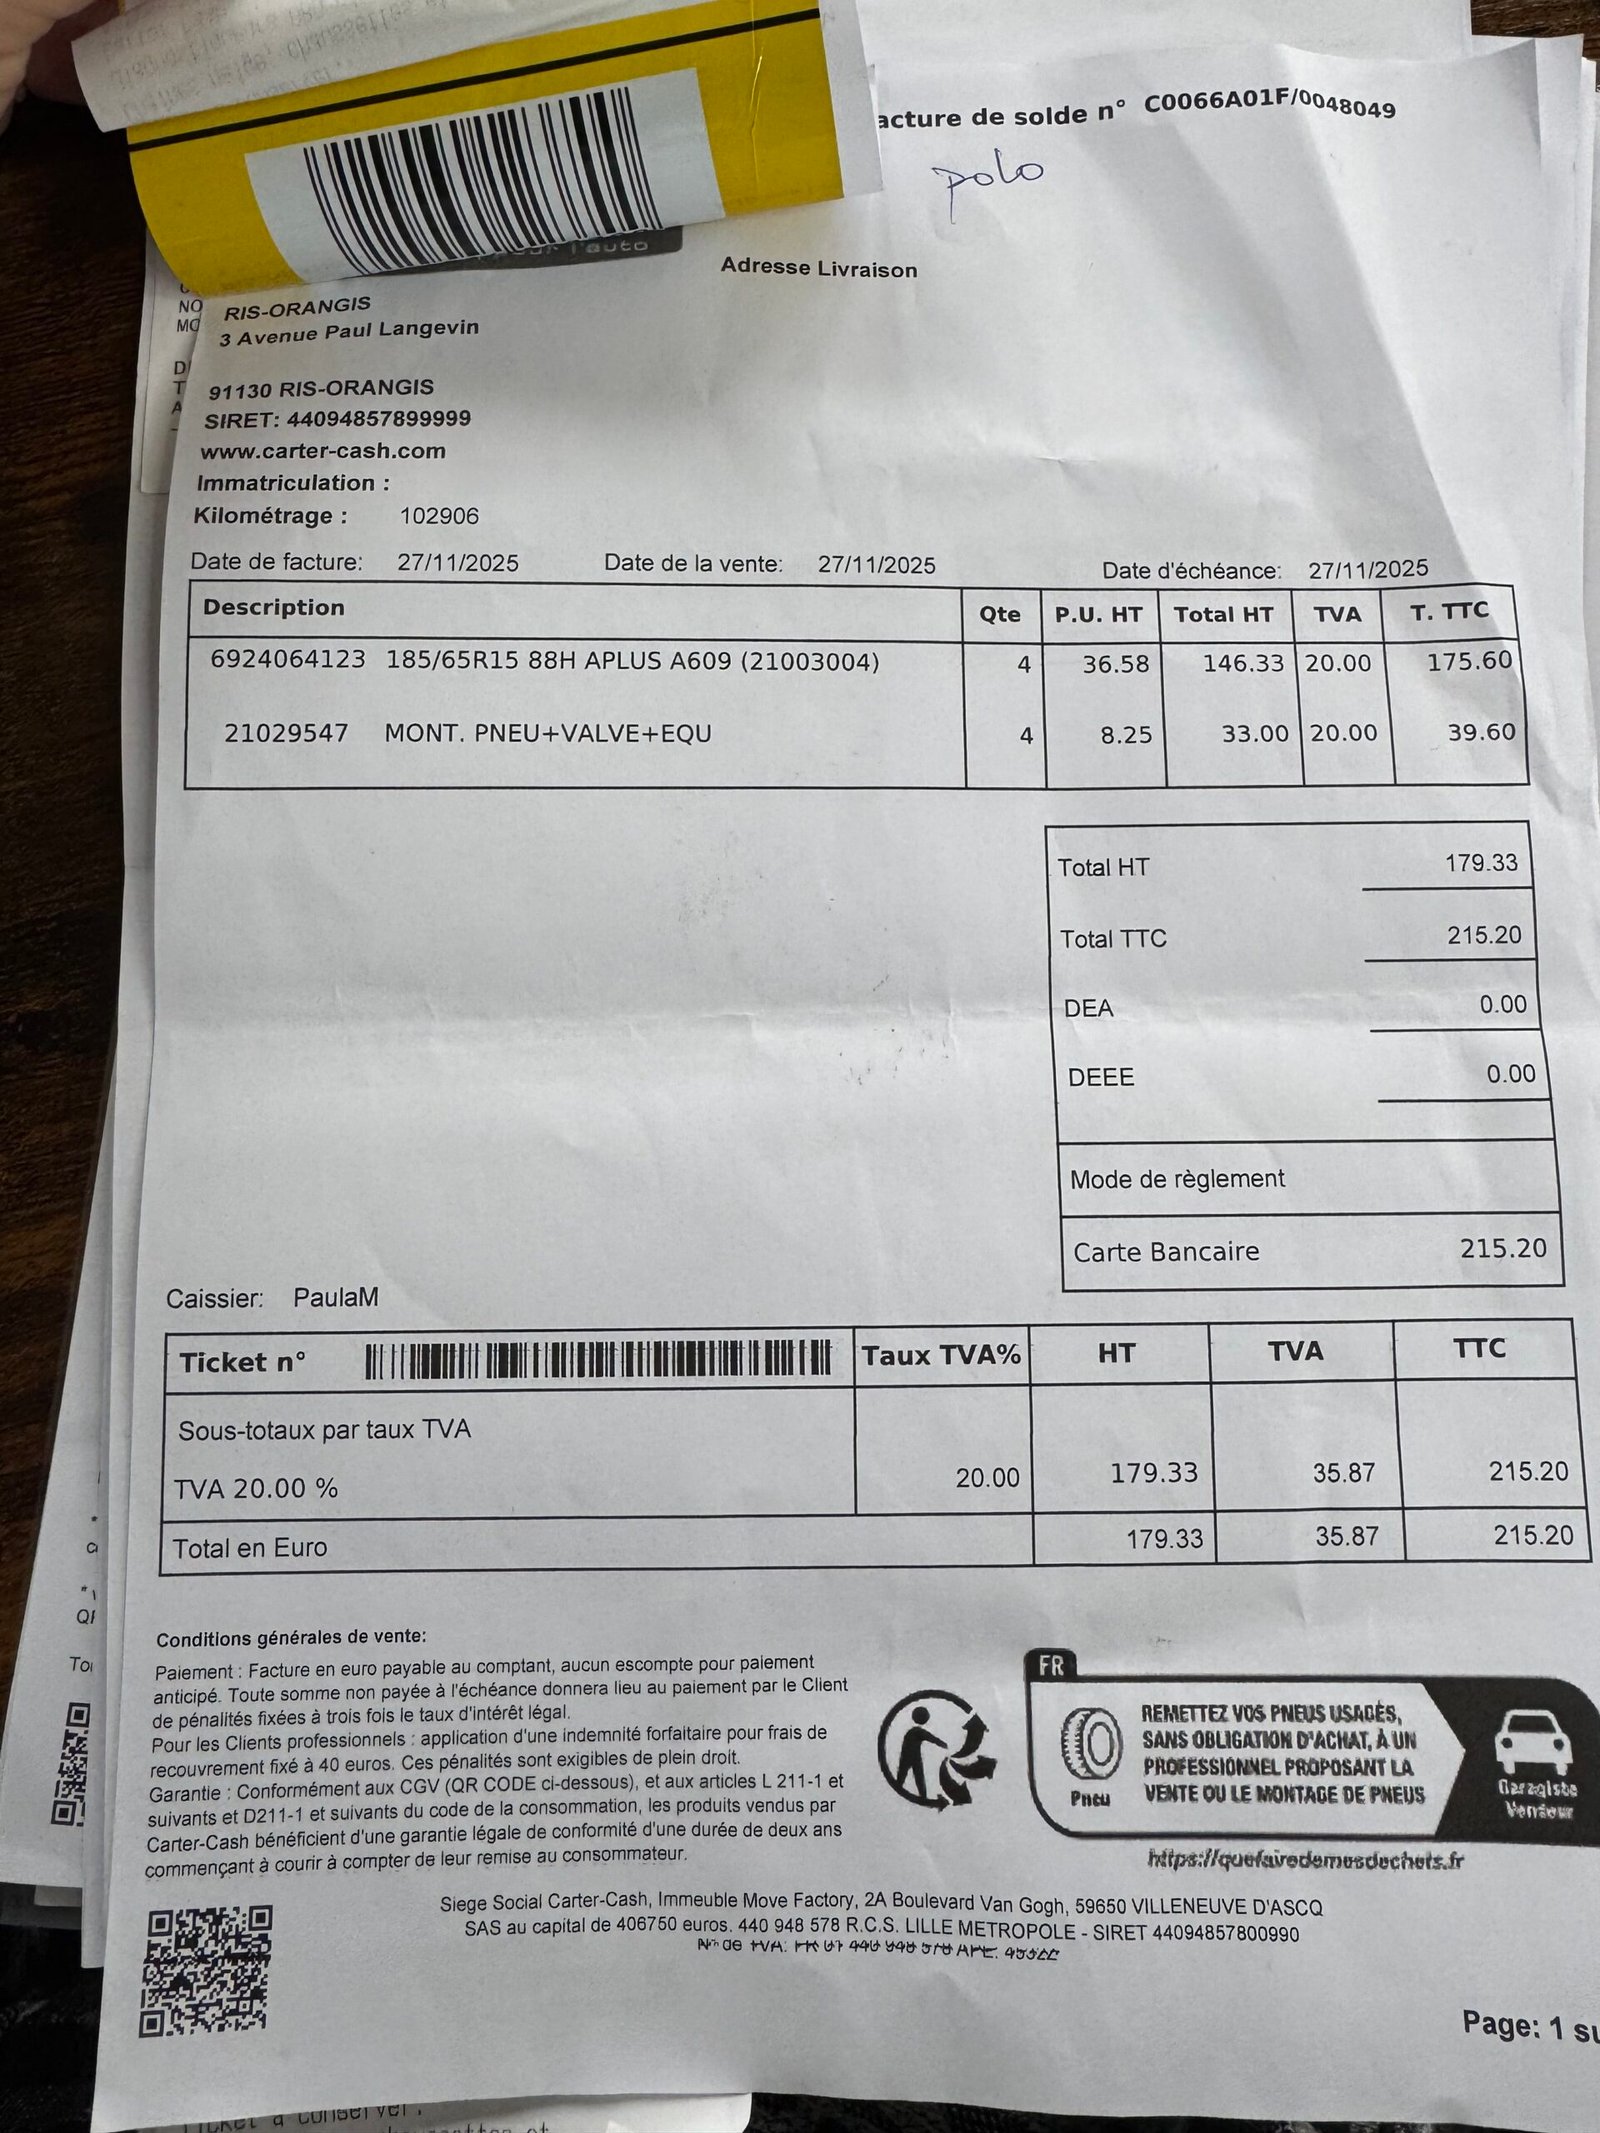 acture de solde n° C0066A01F/0048049
polo
pour l'auto
Adresse Livraison
NO
RIS-ORANGIS
3 Avenue Paul Langevin
91130 RIS-ORANGIS
SIRET: 44094857899999
www.carter-cash.com
Immatriculation :
Kilométrage : 102906
Date de facture: 27/11/2025 Date de la vente: 27/11/2025 Date d'échéance: 27/11/2025
Description Qte P.U. HT Total HT TVA T. TTC
6924064123 185/65R15 88H APLUS A609 (21003004) 4 36.58 146.33 20.00 175.60
21029547 MONT. PNEU+VALVE+EQU 4 8.25 33.00 20.00 39.60
Total HT 179.33
Total TTC 215.20
DEA 0.00
DEEE 0.00
Mode de règlement
Carte Bancaire 215.20
Caissier: PaulaM
Ticket n° Taux TVA% HT TVA TTC
Sous-totaux par taux TVA
TVA 20.00 % 20.00 179.33 35.87 215.20
Total en Euro 179.33 35.87 215.20
Conditions générales de vente:
Paiement : Facture en euro payable au comptant, aucun escompte pour paiement
anticipé. Toute somme non payée à l'échéance donnera lieu au paiement par le Client
de pénalités fixées à trois fois le taux d'intérêt légal.
Pour les Clients professionnels : application d'une indemnité forfaitaire pour frais de
recouvrement fixé à 40 euros. Ces pénalités sont exigibles de plein droit.
Garantie : Conformément aux CGV (QR CODE ci-dessous), et aux articles L 211-1 et
suivants et D211-1 et suivants du code de la consommation, les produits vendus par
Carter-Cash bénéficient d'une garantie légale de conformité d'une durée de deux ans
commençant à courir à compter de leur remise au consommateur.
FR
Pneu
REMETTEZ VOS PNEUS USAGÉS,
SANS OBLIGATION D'ACHAT, À UN
PROFESSIONNEL PROPOSANT LA
VENTE OU LE MONTAGE DE PNEUS
Garagiste
Vendeur
https://quefairedemesdechets.fr
Siege Social Carter-Cash, Immeuble Move Factory, 2A Boulevard Van Gogh, 59650 VILLENEUVE D'ASCQ
SAS au capital de 406750 euros. 440 948 578 R.C.S. LILLE METROPOLE - SIRET 44094857800990
Page: 1 su
Ticket à conserver.